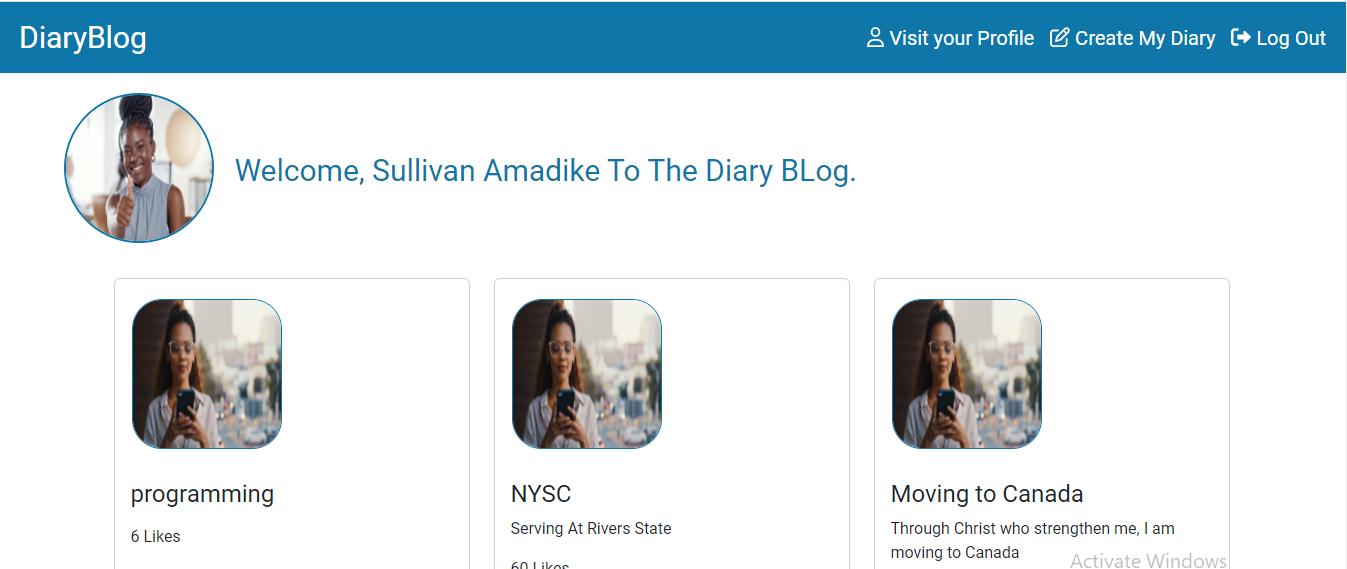 DiaryBlog
Visit your Profile
Create My Diary
Log Out
Welcome, Sullivan Amadike To The Diary BLog.
programming
6 Likes
NYSC
Serving At Rivers State
60 Likes
Moving to Canada
Through Christ who strengthen me, I am
moving to Canada
Activate Windows